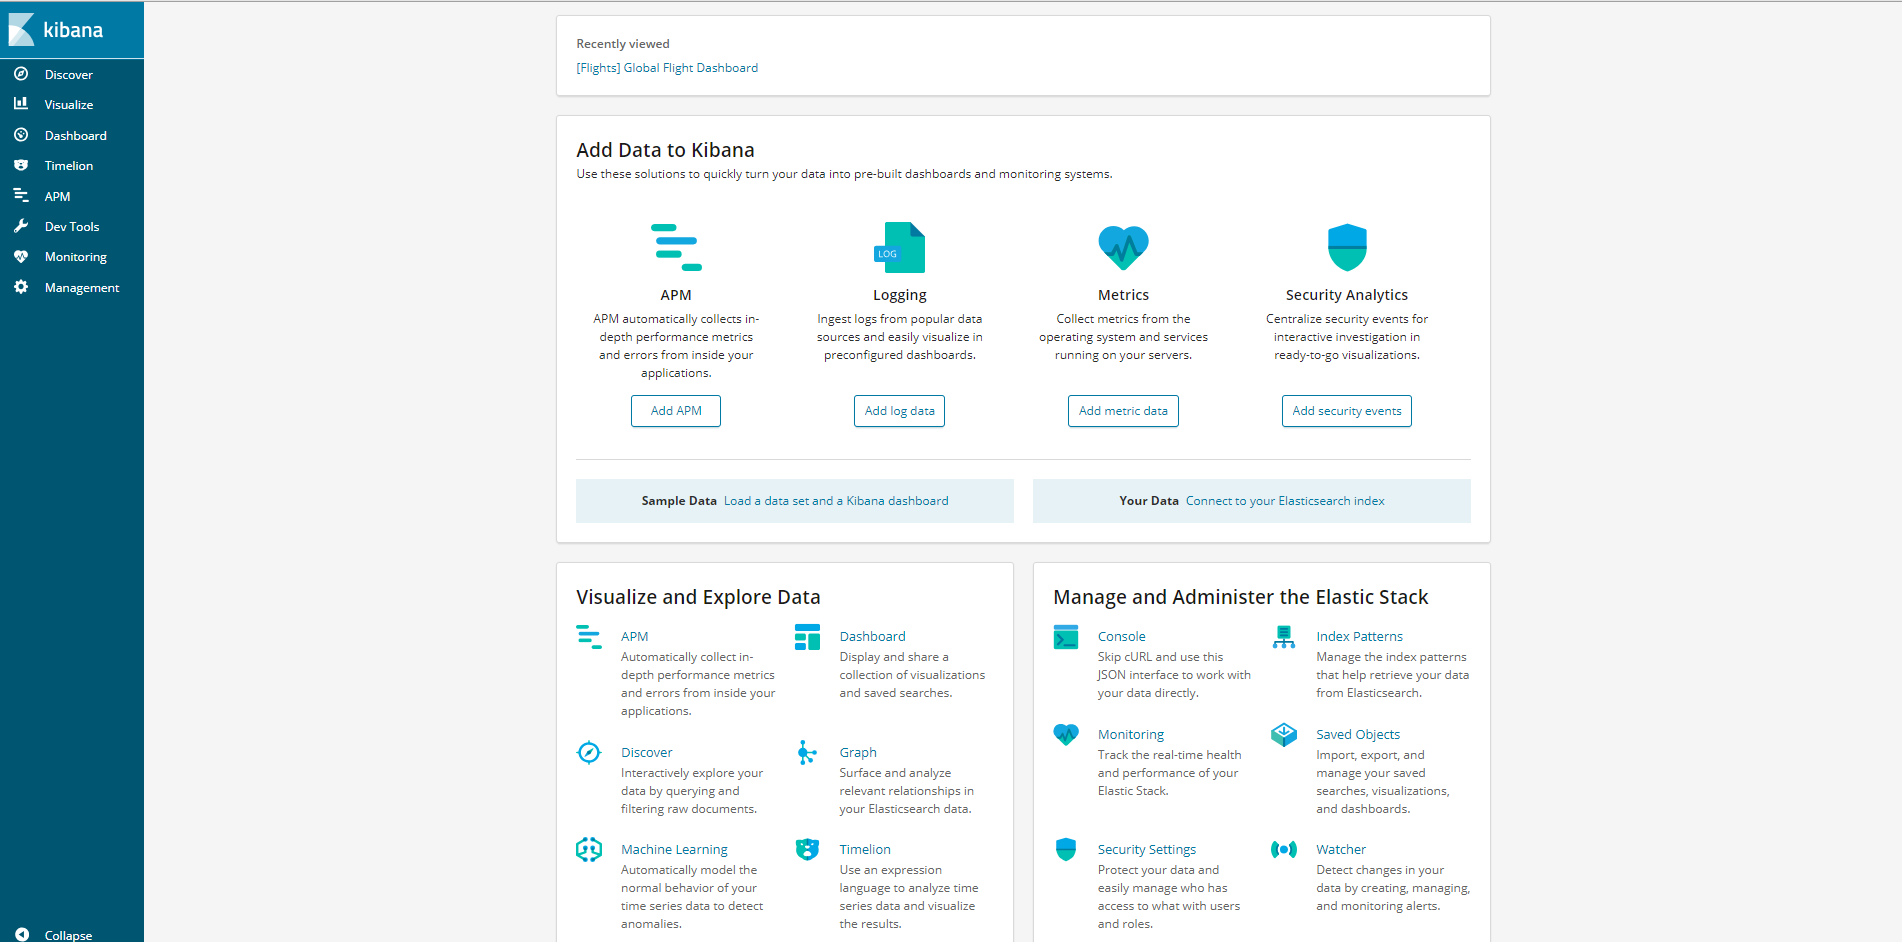 kibana
Discover
Visualize
Dashboard
Timelion
APM
Dev Tools
Monitoring
Management
Collapse
Recently viewed
[Flights] Global Flight Dashboard
Add Data to Kibana
Use these solutions to quickly turn your data into pre-built dashboards and monitoring systems.
APM
APM automatically collects in-
depth performance metrics
and errors from inside your
applications.
Add APM
LOG
Logging
Ingest logs from popular data
sources and easily visualize in
preconfigured dashboards.
Add log data
Metrics
Collect metrics from the
operating system and services
running on your servers.
Add metric data
Security Analytics
Centralize security events for
interactive investigation in
ready-to-go visualizations.
Add security events
Sample Data Load a data set and a Kibana dashboard
Your Data Connect to your Elasticsearch index
Visualize and Explore Data
APM
Automatically collect in-
depth performance metrics
and errors from inside your
applications.
Dashboard
Display and share a
collection of visualizations
and saved searches.
Discover
Interactively explore your
data by querying and
filtering raw documents.
Graph
Surface and analyze
relevant relationships in
your Elasticsearch data.
Machine Learning
Automatically model the
normal behavior of your
time series data to detect
anomalies.
Timelion
Use an expression
language to analyze time
series data and visualize
the results.
Manage and Administer the Elastic Stack
Console
Skip cURL and use this
JSON interface to work with
your data directly.
Index Patterns
Manage the index patterns
that help retrieve your data
from Elasticsearch.
Monitoring
Track the real-time health
and performance of your
Elastic Stack.
Saved Objects
Import, export, and
manage your saved
searches, visualizations,
and dashboards.
Security Settings
Protect your data and
easily manage who has
access to what with users
and roles.
Watcher
Detect changes in your
data by creating, managing,
and monitoring alerts.